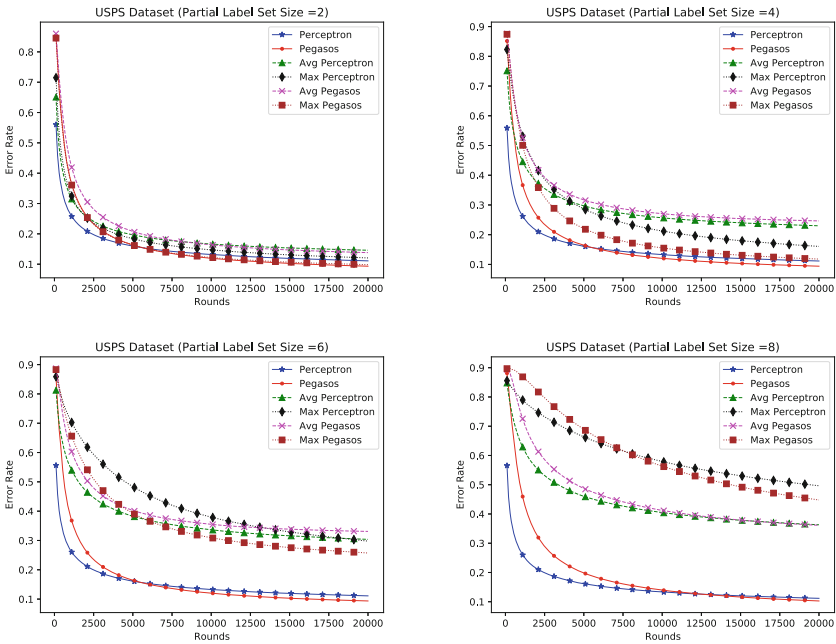 USPS Dataset (Partial Label Set Size =2)
Error Rate
0.8
0.7
0.6
0.5
0.4
0.3
0.2
0.1
0 2500 5000 7500 10000 12500 15000 17500 20000
Rounds
Perceptron
Pegasos
Avg Perceptron
Max Perceptron
Avg Pegasos
Max Pegasos
USPS Dataset (Partial Label Set Size =4)
Error Rate
0.9
0.8
0.7
0.6
0.5
0.4
0.3
0.2
0.1
0 2500 5000 7500 10000 12500 15000 17500 20000
Rounds
Perceptron
Pegasos
Avg Perceptron
Max Perceptron
Avg Pegasos
Max Pegasos
USPS Dataset (Partial Label Set Size =6)
Error Rate
0.9
0.8
0.7
0.6
0.5
0.4
0.3
0.2
0.1
0 2500 5000 7500 10000 12500 15000 17500 20000
Rounds
Perceptron
Pegasos
Avg Perceptron
Max Perceptron
Avg Pegasos
Max Pegasos
USPS Dataset (Partial Label Set Size =8)
Error Rate
0.9
0.8
0.7
0.6
0.5
0.4
0.3
0.2
0.1
0 2500 5000 7500 10000 12500 15000 17500 20000
Rounds
Perceptron
Pegasos
Avg Perceptron
Max Perceptron
Avg Pegasos
Max Pegasos